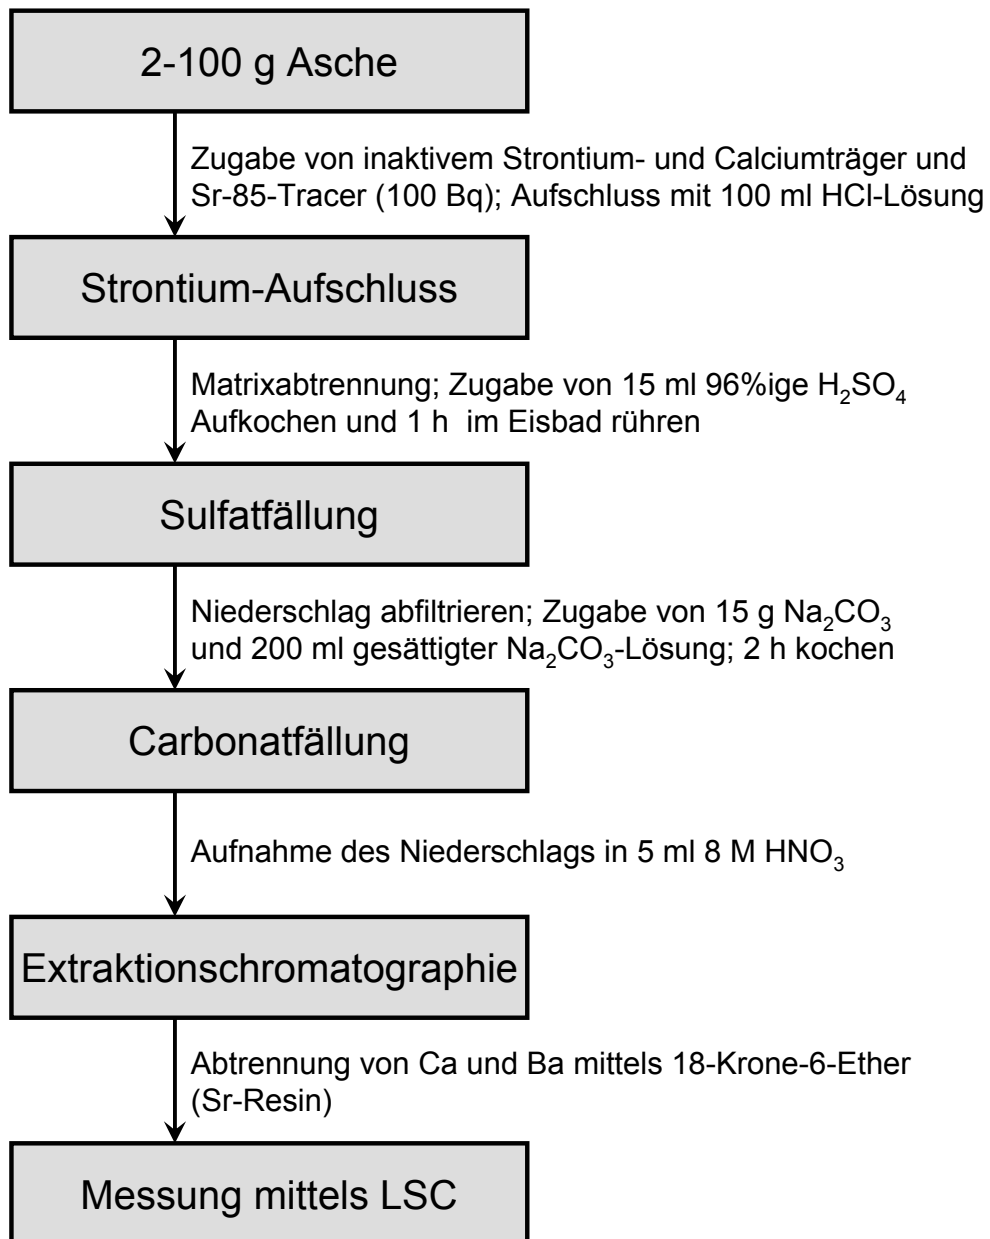 2-100 g Asche
Zugabe von inaktivem Strontium- und Calciumträger und
Sr-85-Tracer (100 Bq); Aufschluss mit 100 ml HCl-Lösung
Strontium-Aufschluss
Matrixabtrennung; Zugabe von 15 ml 96%ige H₂SO₄
Aufkochen und 1 h im Eisbad rühren
Sulfatfällung
Niederschlag abfiltrieren; Zugabe von 15 g Na₂CO₃
und 200 ml gesättigter Na₂CO₃-Lösung; 2 h kochen
Carbonatfällung
Aufnahme des Niederschlags in 5 ml 8 M HNO₃
Extraktionschromatographie
Abtrennung von Ca und Ba mittels 18-Krone-6-Ether
(Sr-Resin)
Messung mittels LSC